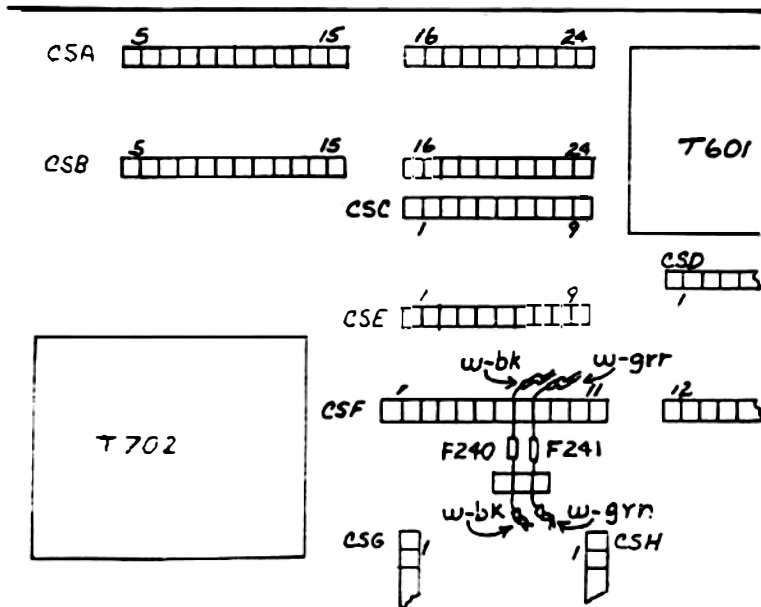 5 15 16 24
CSA
T601
5 15 16 24
CSB
CSC
1 9
CSD
1
1 9
CSE
w-bk w-grr
1 11 12
CSF
T 702
F240 F241
w-bk w-grn
CSG 1 1 CSH